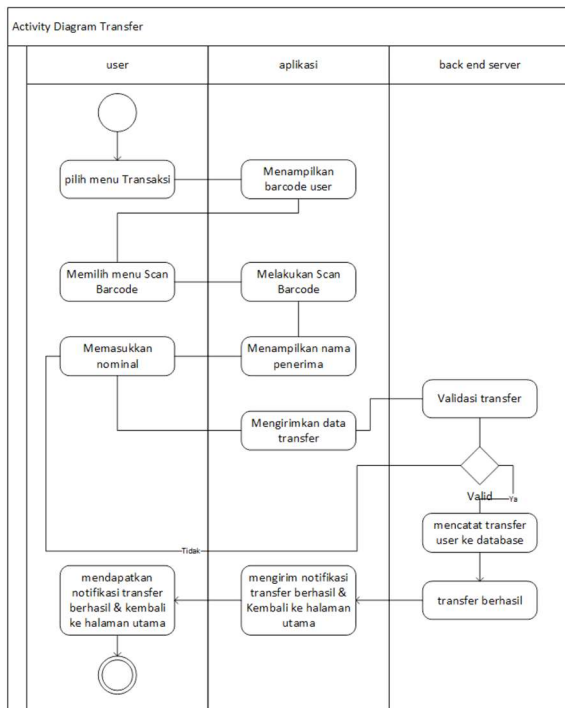 Activity Diagram Transfer
user
aplikasi
back end server
pilih menu Transaksi
Menampilkan
barcode user
Memilih menu Scan
Barcode
Melakukan Scan
Barcode
Memasukkan
nominal
Menampilkan nama
penerima
Mengirimkan data
transfer
Validasi transfer
Valid
Ya
mencatat transfer
user ke database
Tidak
mendapatkan
notifikasi transfer
berhasil & kembali
ke halaman utama
mengirim notifikasi
transfer berhasil &
Kembali ke halaman
utama
transfer berhasil